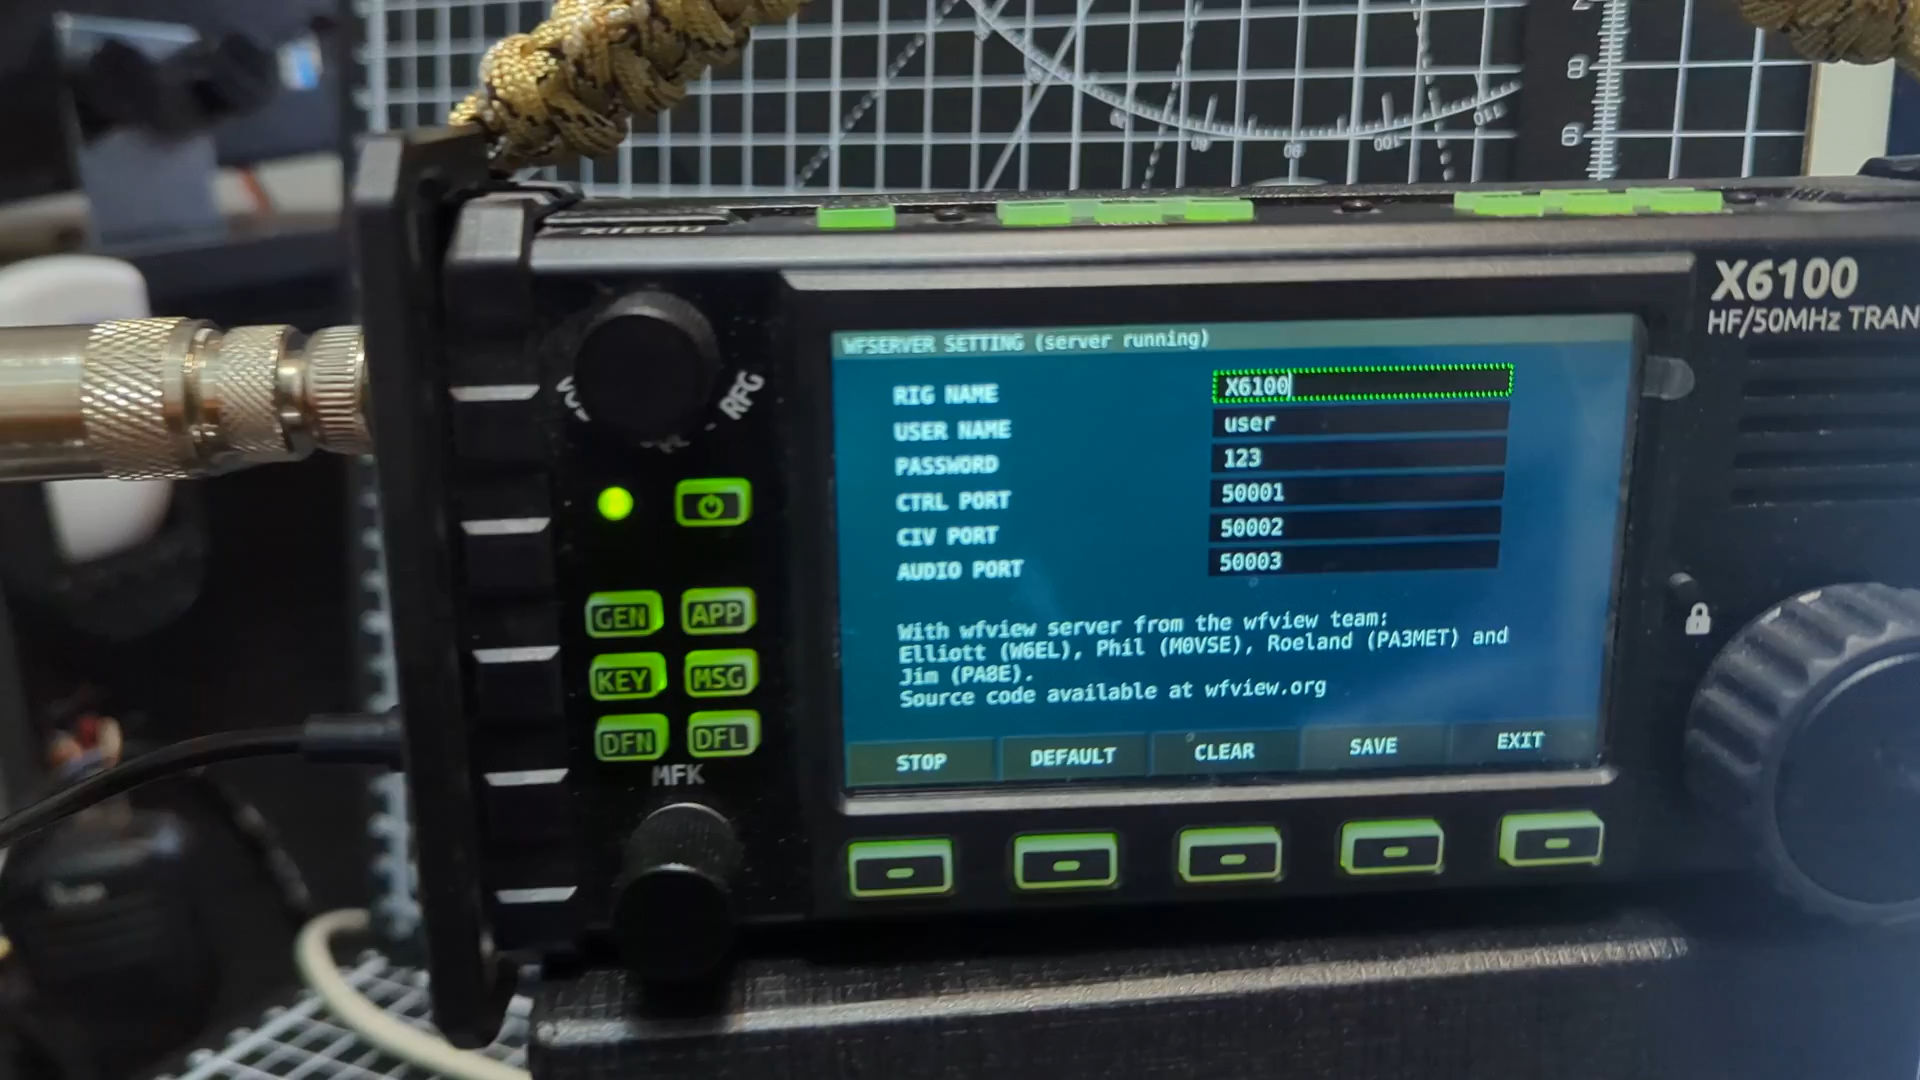 XIEGU
X6100
HF/50MHz TRAN
WFSERVER SETTING (server running)
RIG NAME X6100
USER NAME user
PASSWORD 123
CTRL PORT 50001
CIV PORT 50002
AUDIO PORT 50003
With wfview server from the wfview team:
Elliott (W6EL), Phil (M0VSE), Roeland (PA3MET) and
Jim (PA8E).
Source code available at wfview.org
STOP DEFAULT CLEAR SAVE EXIT
RFG
GEN APP
KEY MSG
DFN DFL
MFK